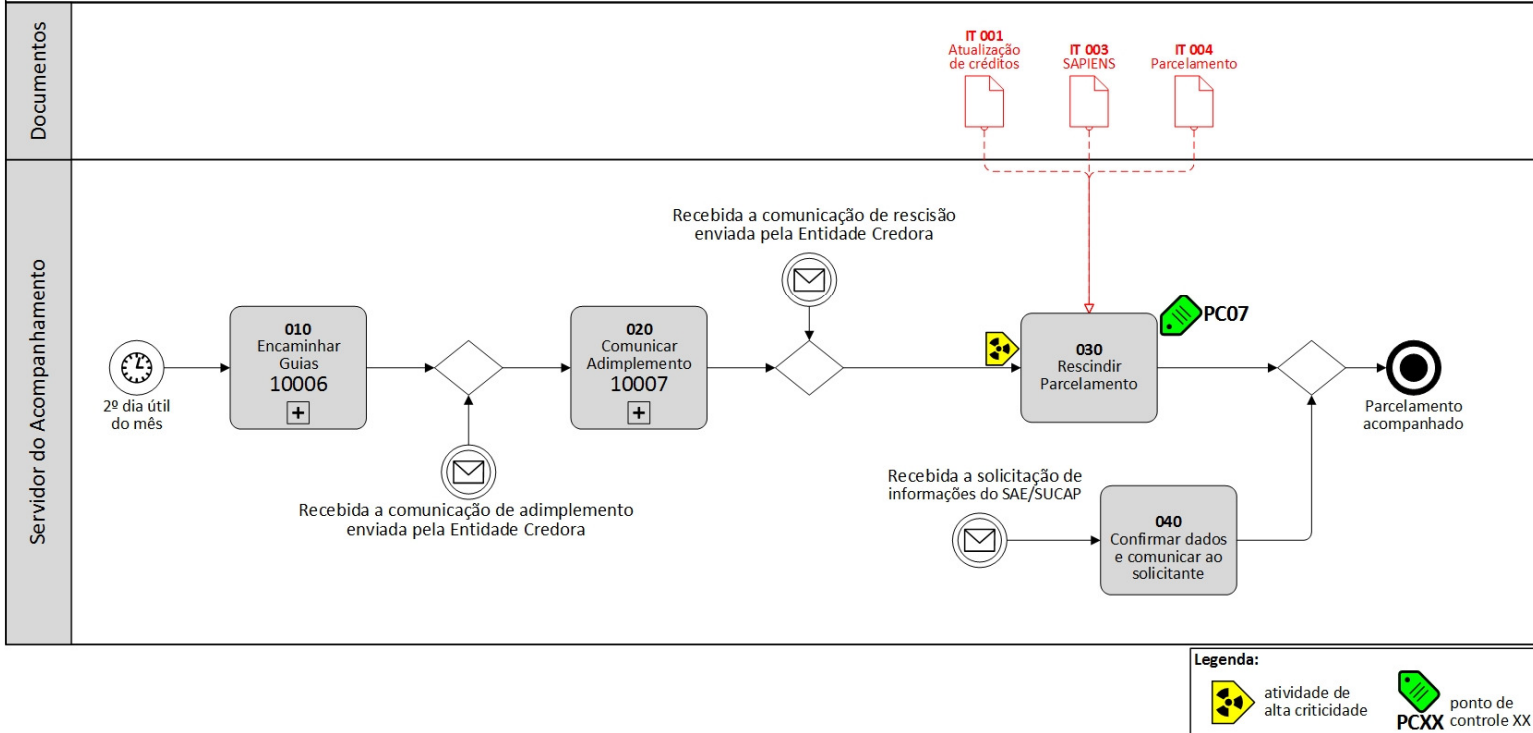 Documentos
IT 001
Atualização
de créditos
IT 003
SAPIENS
IT 004
Parcelamento
Servidor do Acompanhamento
2º dia útil
do mês
010
Encaminhar
Guias
10006
Recebida a comunicação de adimplemento
enviada pela Entidade Credora
020
Comunicar
Adimplemento
10007
Recebida a comunicação de rescisão
enviada pela Entidade Credora
030
Rescindir
Parcelamento
PC07
Recebida a solicitação de
informações do SAE/SUCAP
040
Confirmar dados
e comunicar ao
solicitante
Parcelamento
acompanhado
Legenda:
atividade de
alta criticidade
PCXX
ponto de
controle XX